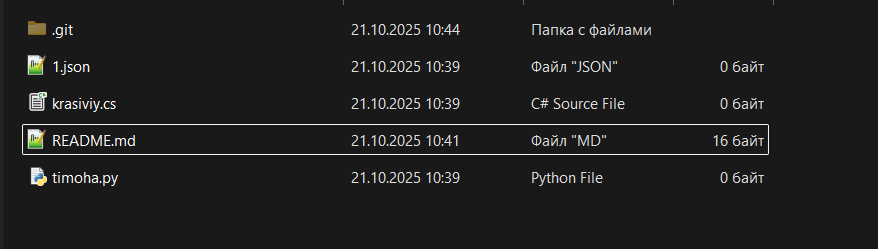 .git 21.10.2025 10:44 Папка с файлами
1.json 21.10.2025 10:39 Файл "JSON" 0 байт
krasiviy.cs 21.10.2025 10:39 C# Source File 0 байт
README.md 21.10.2025 10:41 Файл "MD" 16 байт
timoha.py 21.10.2025 10:39 Python File 0 байт